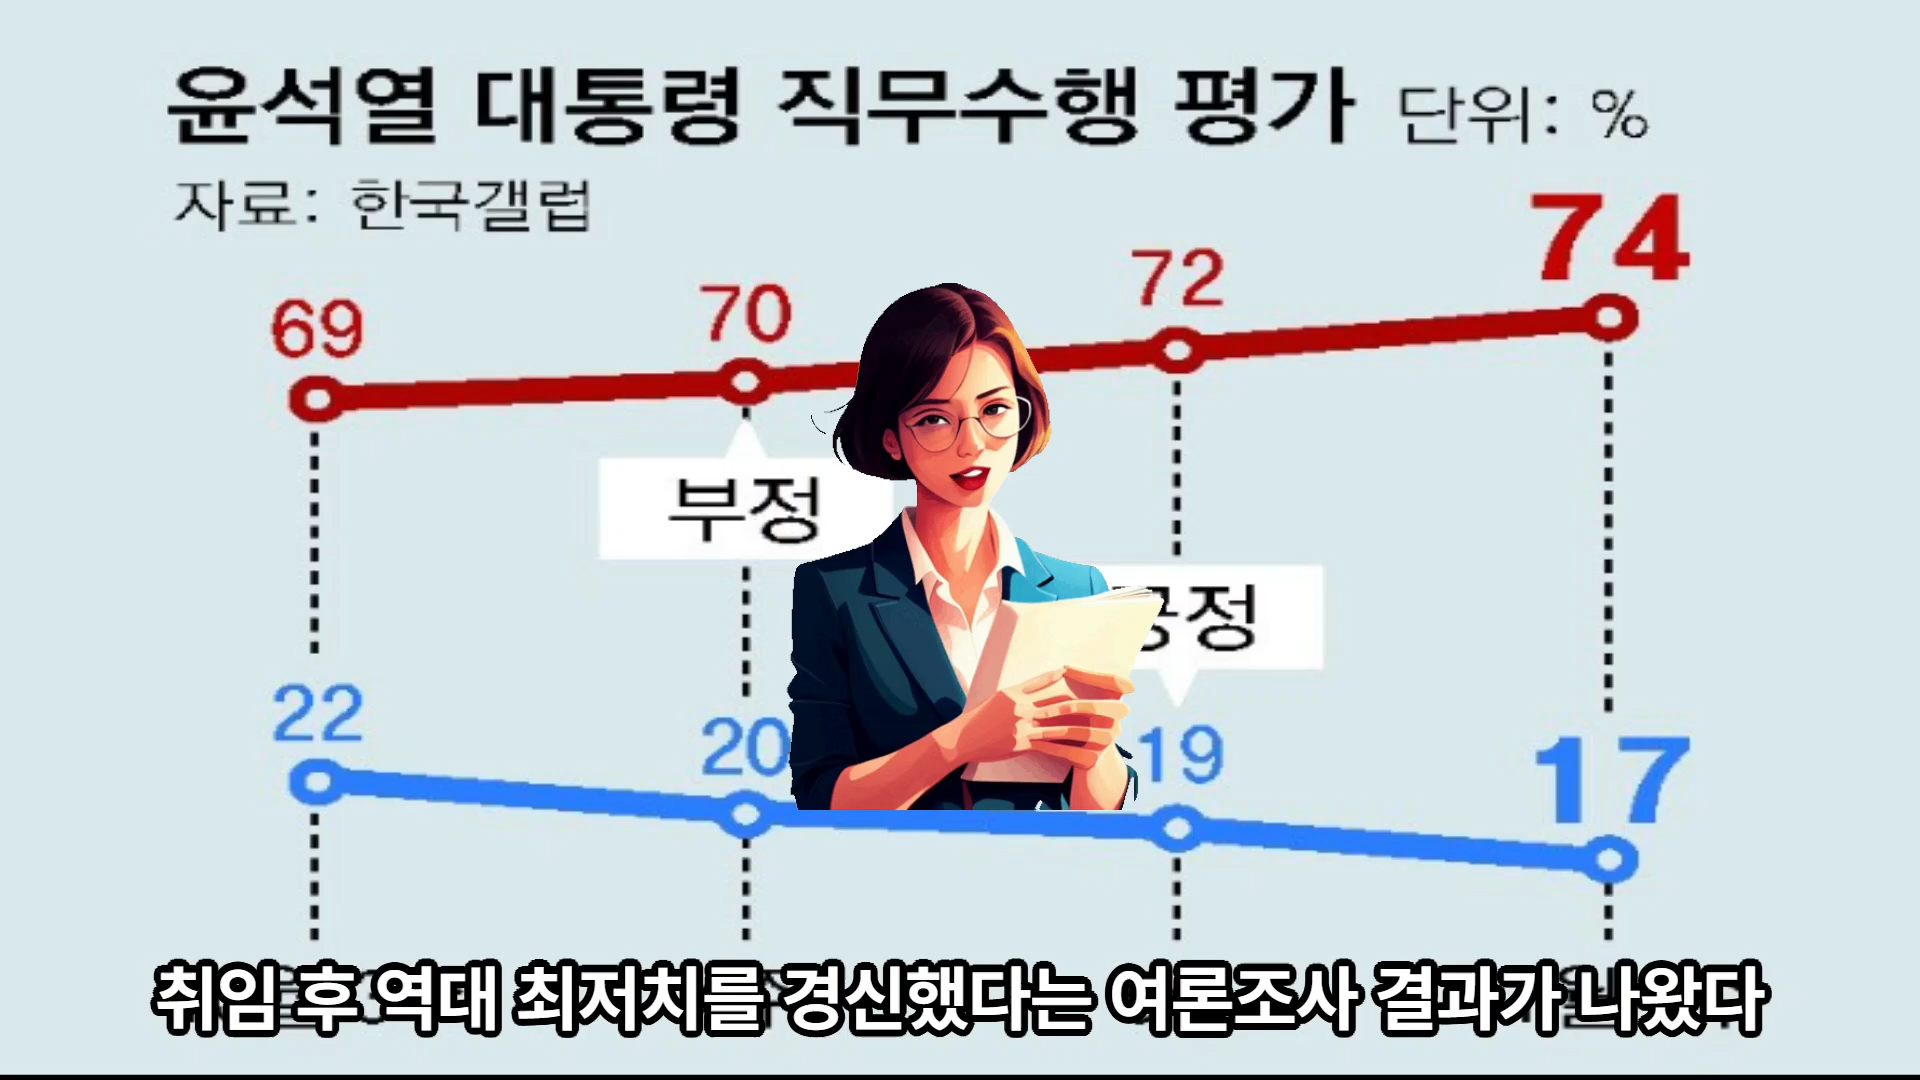 윤석열 대통령 직무수행 평가 단위: %
자료: 한국갤럽
69 70 72 74
부정
정
22 20 19 17
취임 후 역대 최저치를 경신했다는 여론조사 결과가 나왔다